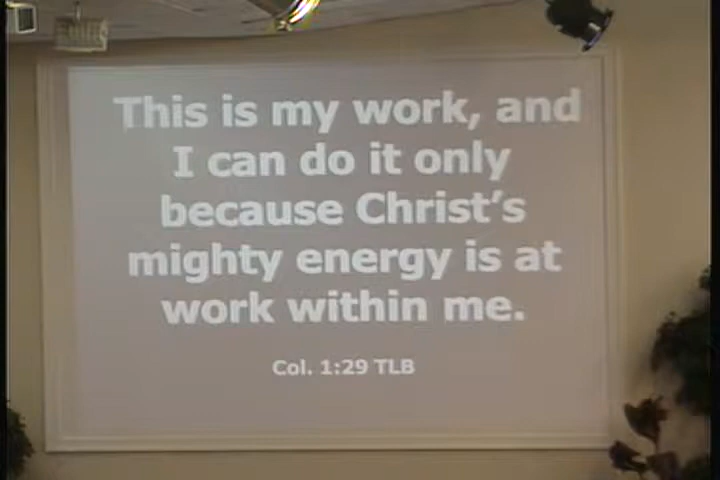 This is my work, and
I can do it only
because Christ's
mighty energy is at
work within me.
Col. 1:29 TLB